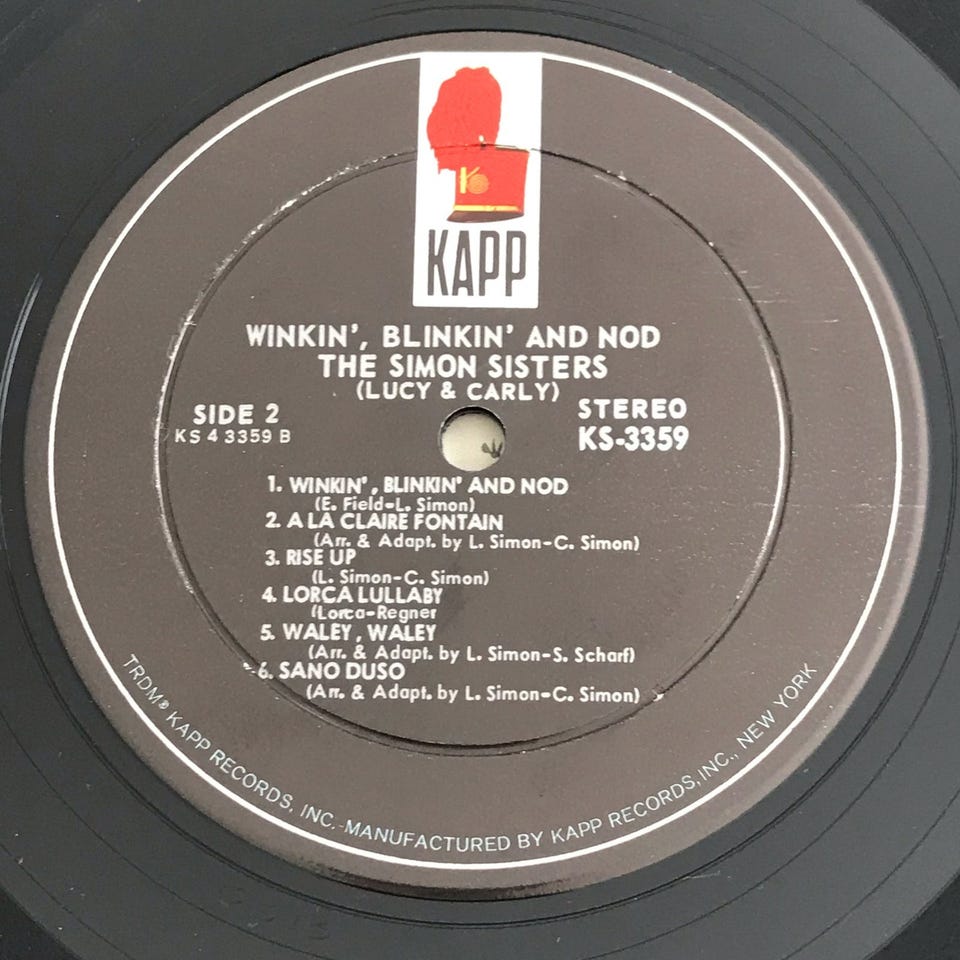 KAPP
WINKIN', BLINKIN' AND NOD
THE SIMON SISTERS
(LUCY & CARLY)
SIDE 2
KS 4 3359 B
STEREO
KS-3359
1. WINKIN', BLINKIN' AND NOD
(E. Field-L. Simon)
2. A LA CLAIRE FONTAIN
(Arr. & Adapt. by L. Simon-C. Simon)
3. RISE UP
(L. Simon-C. Simon)
4. LORCA LULLABY
(Lorca-Regner
5. WALEY, WALEY
(Arr. & Adapt. by L. Simon-S. Scharf)
6. SANO DUSO
(Arr. & Adapt. by L. Simon-C. Simon)
TRDM® KAPP RECORDS, INC.-MANUFACTURED BY KAPP RECORDS, INC., NEW YORK